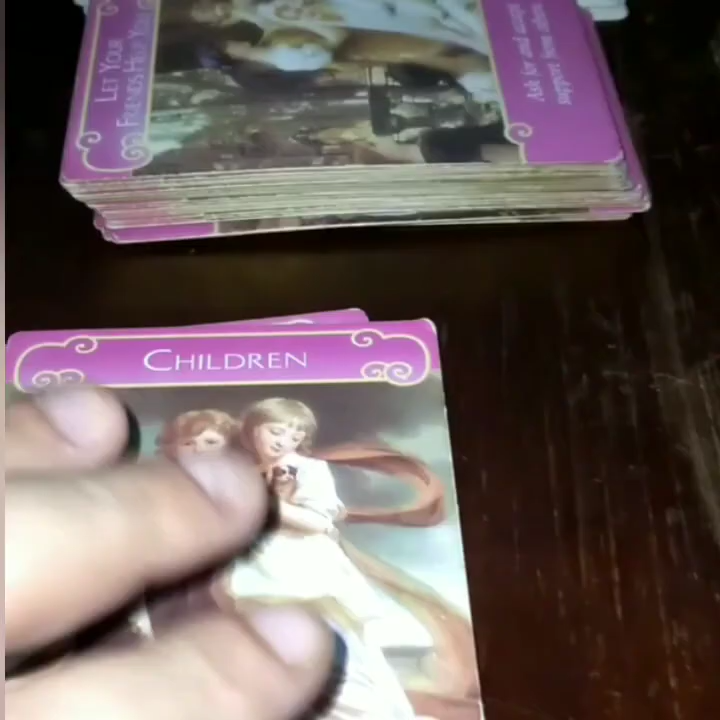 LET YOUR
FRIENDS HELP YOU
Ask for and accept
support from others.
CHILDREN